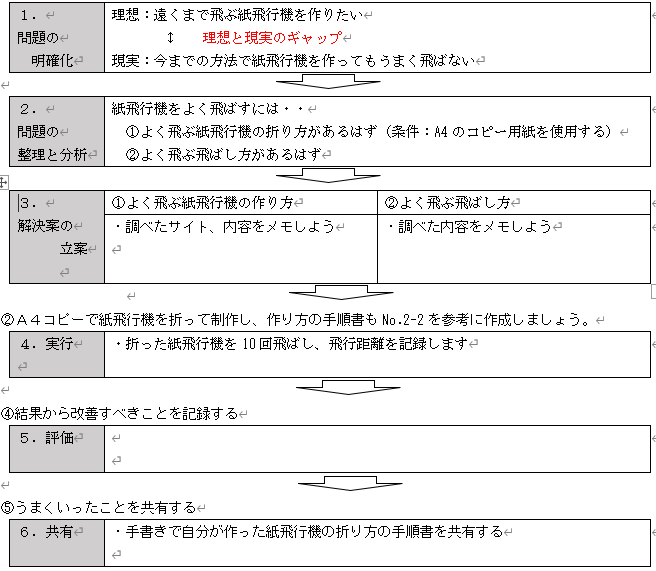 １．
問題の
明確化
理想：遠くまで飛ぶ紙飛行機を作りたい
↕ 理想と現実のギャップ
現実：今までの方法で紙飛行機を作ってもうまく飛ばない
２．
問題の
整理と分析
紙飛行機をよく飛ばすには・・
①よく飛ぶ紙飛行機の折り方があるはず（条件：A4のコピー用紙を使用する）
②よく飛ぶ飛ばし方があるはず
３．
解決案の
立案
①よく飛ぶ紙飛行機の作り方
・調べたサイト、内容をメモしよう
②よく飛ぶ飛ばし方
・調べた内容をメモしよう
②Ａ４コピーで紙飛行機を折って制作し、作り方の手順書もNo.2-2を参考に作成しましょう。
４．実行
・折った紙飛行機を10回飛ばし、飛行距離を記録します
④結果から改善すべきことを記録する
５．評価
⑤うまくいったことを共有する
６．共有
・手書きで自分が作った紙飛行機の折り方の手順書を共有する